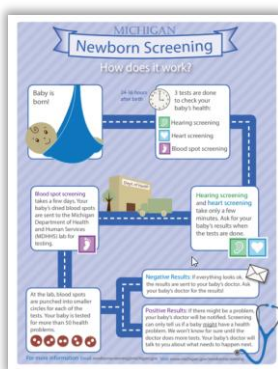 MICHIGAN
Newborn Screening
How does it work?
Baby is
born!
24-36 hours
after birth
3 tests are done
to check your
baby's health:
Hearing screening
Heart screening
Blood spot screening
Blood spot screening
takes a few days. Your
baby's dried blood spots
are sent to the Michigan
Department of Health
and Human Services
(MDHHS) lab for
testing.
Hearing screening
and heart screening
take only a few
minutes. Ask for your
baby's results when
the tests are done.
At the lab, blood spots
are punched into smaller
circles for each of the
tests. Your baby is tested
for more than 50 health
problems.
Negative Results: If everything looks ok,
the results are sent to your baby's doctor. Ask
your baby's doctor for the results!
Positive Results: If there might be a problem,
your baby's doctor will be notified. Screening
can only tell us if a baby might have a health
problem. We won't know for sure until the
doctor does more tests. Your baby's doctor will
talk to you about what needs to happen next.
For more information: